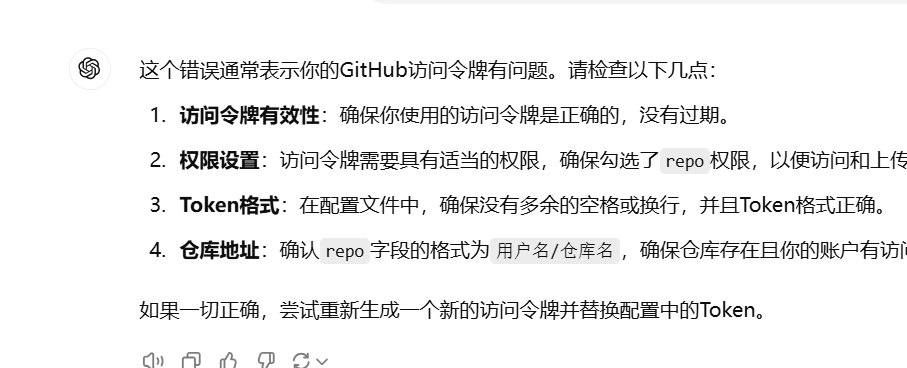 这个错误通常表示你的GitHub访问令牌有问题。请检查以下几点：
1. 访问令牌有效性：确保你使用的访问令牌是正确的，没有过期。
2. 权限设置：访问令牌需要具有适当的权限，确保勾选了repo权限，以便访问和上传
3. Token格式：在配置文件中，确保没有多余的空格或换行，并且Token格式正确。
4. 仓库地址：确认repo字段的格式为用户名/仓库名，确保仓库存在且你的账户有访问
如果一切正确，尝试重新生成一个新的访问令牌并替换配置中的Token。